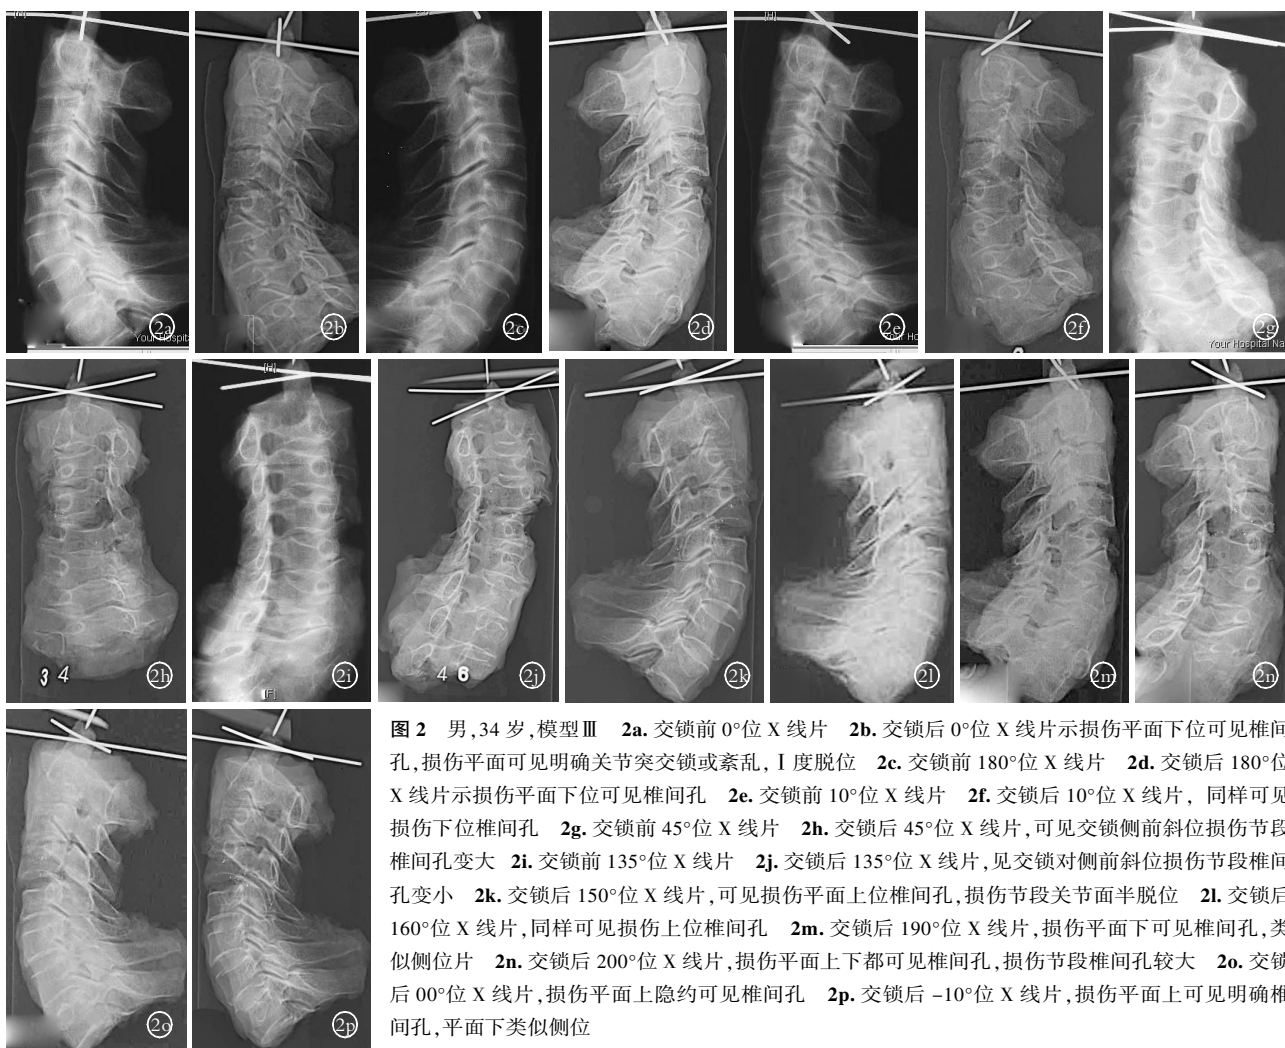 [H]
[H]
2a
Your Hospita
2b
2c
2d
2e
Your Ho
2f
2g
Your Hospital Na
[H]
3 4
2h
[F]
2i
4 6
2j
2k
2l
2m
2n
2o
2p
图 2 男,34 岁,模型Ⅲ 2a. 交锁前 0°位 X 线片 2b. 交锁后 0°位 X 线片示损伤平面下位可见椎间
孔,损伤平面可见明确关节突交锁或紊乱,Ⅰ度脱位 2c. 交锁前 180°位 X 线片 2d. 交锁后 180°位
X 线片示损伤平面下位可见椎间孔 2e. 交锁前 10°位 X 线片 2f. 交锁后 10°位 X 线片, 同样可见
损伤下位椎间孔 2g. 交锁前 45°位 X 线片 2h. 交锁后 45°位 X 线片,可见交锁侧前斜位损伤节段
椎间孔变大 2i. 交锁前 135°位 X 线片 2j. 交锁后 135°位 X 线片,见交锁对侧前斜位损伤节段椎间
孔变小 2k. 交锁后 150°位 X 线片,可见损伤平面上位椎间孔,损伤节段关节面半脱位 2l. 交锁后
160°位 X 线片,同样可见损伤上位椎间孔 2m. 交锁后 190°位 X 线片,损伤平面下可见椎间孔,类
似侧位片 2n. 交锁后 200°位 X 线片,损伤平面上下都可见椎间孔,损伤节段椎间孔较大 2o. 交锁
后 00°位 X 线片,损伤平面上隐约可见椎间孔 2p. 交锁后 –10°位 X 线片,损伤平面上可见明确椎
间孔,平面下类似侧位